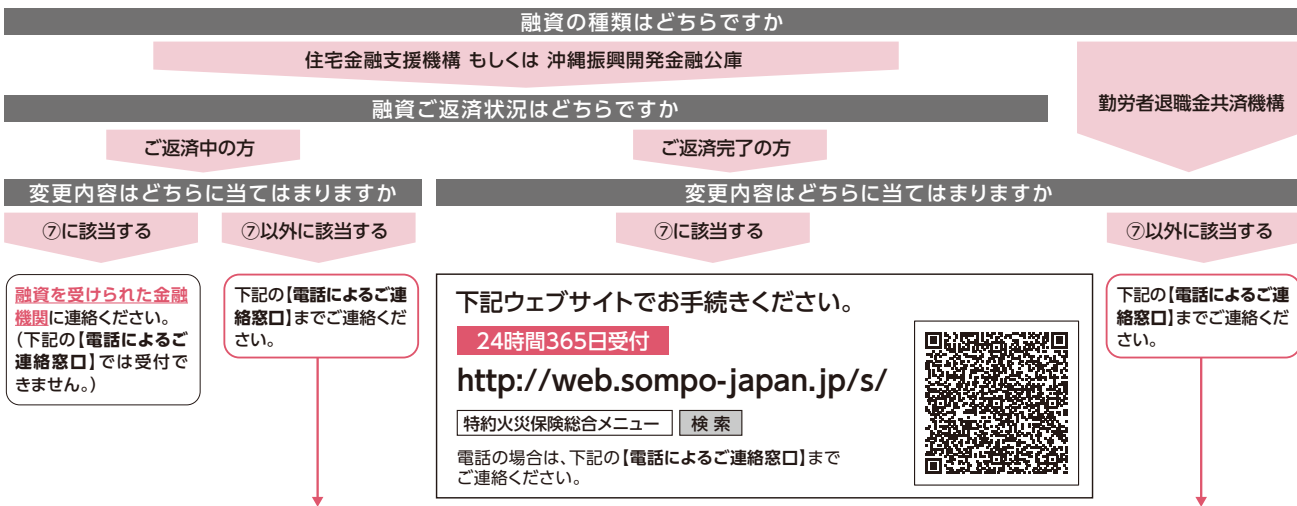 融資の種類はどちらですか
住宅金融支援機構 もしくは 沖縄振興開発金融公庫
勤労者退職金共済機構
融資ご返済状況はどちらですか
ご返済中の方
ご返済完了の方
変更内容はどちらに当てはまりますか
変更内容はどちらに当てはまりますか
⑦に該当する
⑦以外に該当する
⑦に該当する
⑦以外に該当する
融資を受けられた金融
機関に連絡ください。
(下記の【電話によるご
連絡窓口】では受付で
きません。)
下記の【電話によるご連
絡窓口】までご連絡くだ
さい。
下記ウェブサイトでお手続きください。
24時間365日受付
http://web.sompo-japan.jp/s/
特約火災保険総合メニュー 検 索
電話の場合は、下記の【電話によるご連絡窓口】まで
ご連絡ください。
下記の【電話によるご連
絡窓口】までご連絡くだ
さい。